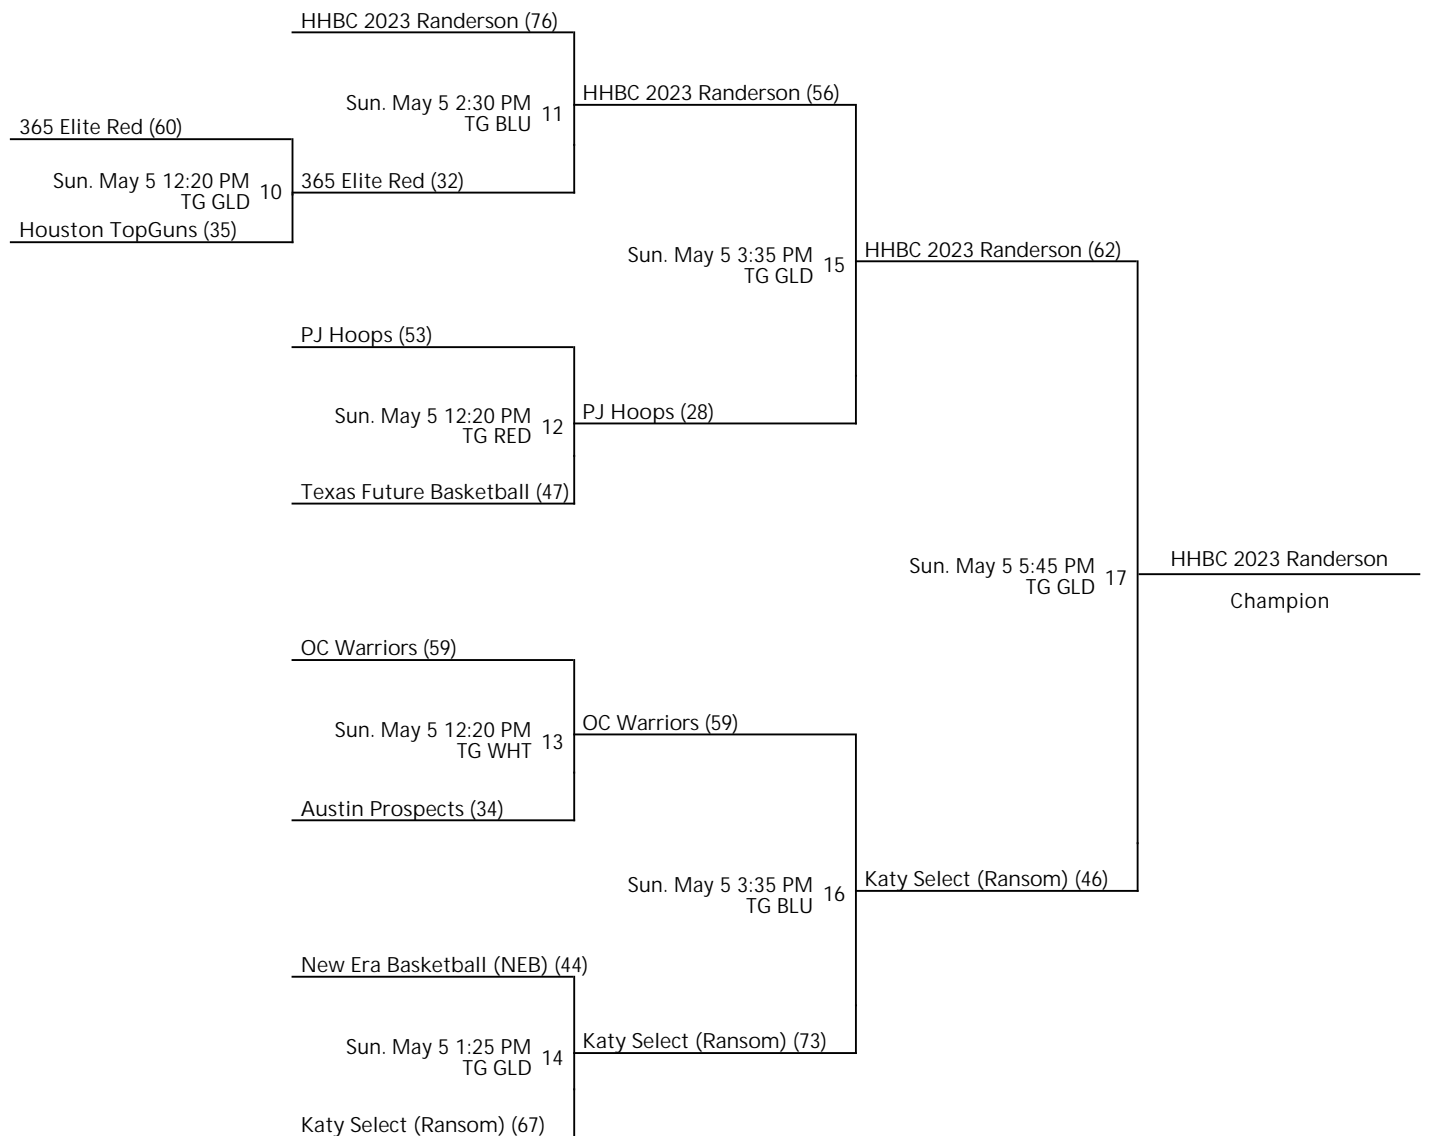 HHBC 2023 Randerson (76)
Sun. May 5 2:30 PM
TG BLU
11
HHBC 2023 Randerson (56)
365 Elite Red (60)
Sun. May 5 12:20 PM
TG GLD
10
365 Elite Red (32)
Houston TopGuns (35)
Sun. May 5 3:35 PM
TG GLD
15
HHBC 2023 Randerson (62)
PJ Hoops (53)
Sun. May 5 12:20 PM
TG RED
12
PJ Hoops (28)
Texas Future Basketball (47)
Sun. May 5 5:45 PM
TG GLD
17
HHBC 2023 Randerson
Champion
OC Warriors (59)
Sun. May 5 12:20 PM
TG WHT
13
OC Warriors (59)
Austin Prospects (34)
Sun. May 5 3:35 PM
TG BLU
16
Katy Select (Ransom) (46)
New Era Basketball (NEB) (44)
Sun. May 5 1:25 PM
TG GLD
14
Katy Select (Ransom) (73)
Katy Select (Ransom) (67)